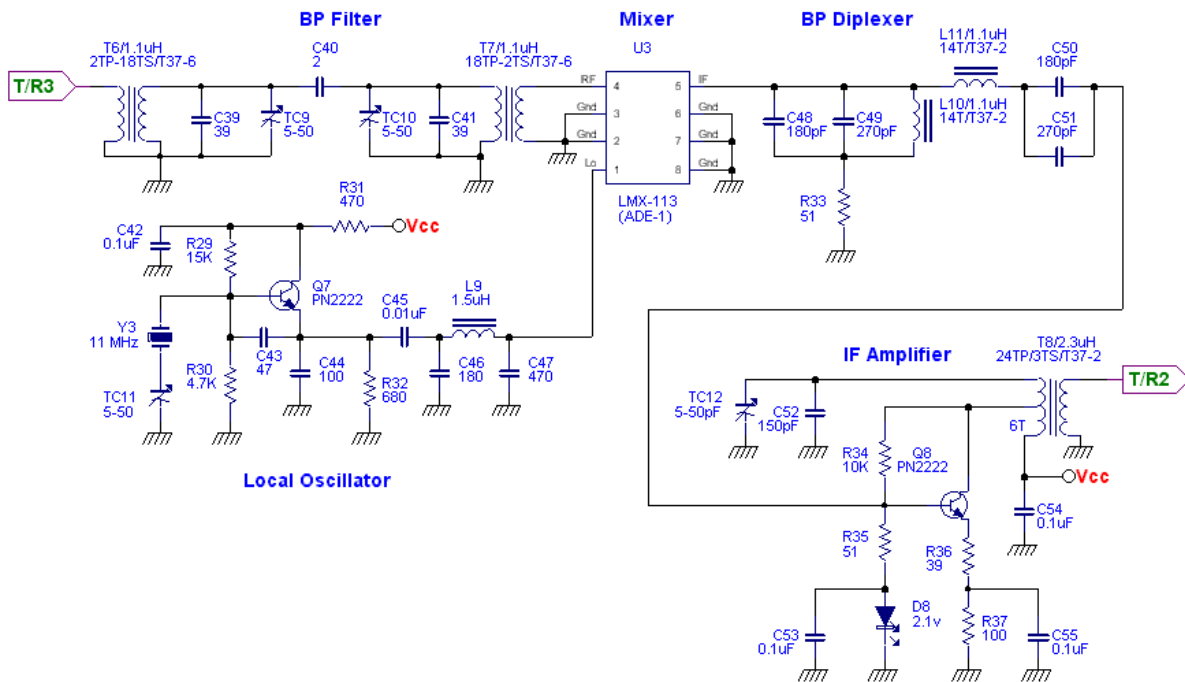 BP Filter
Mixer
BP Diplexer
T6/1.1uH
2TP-18TS/T37-6
C40
2
T7/1.1uH
18TP-2TS/T37-6
U3
L11/1.1uH
14T/T37-2
C50
180pF
T/R3
RF
4
5
IF
C39
39
TC9
5-50
TC10
5-50
C41
39
Gnd
3
6
Gnd
Gnd
2
7
Gnd
Lo
1
8
Gnd
C48
180pF
C49
270pF
L10/1.1uH
14T/T37-2
C51
270pF
LMX-113
(ADE-1)
R33
51
R31
470
Vcc
C42
0.1uF
R29
15K
Q7
PN2222
C45
0.01uF
L9
1.5uH
Y3
11 MHz
C43
47
R30
4.7K
C44
100
R32
680
C46
180
C47
470
TC11
5-50
Local Oscillator
IF Amplifier
T8/2.3uH
24TP/3TS/T37-2
T/R2
TC12
5-50pF
C52
150pF
6T
R34
10K
Q8
PN2222
Vcc
C54
0.1uF
R35
51
R36
39
D8
2.1v
C53
0.1uF
R37
100
C55
0.1uF